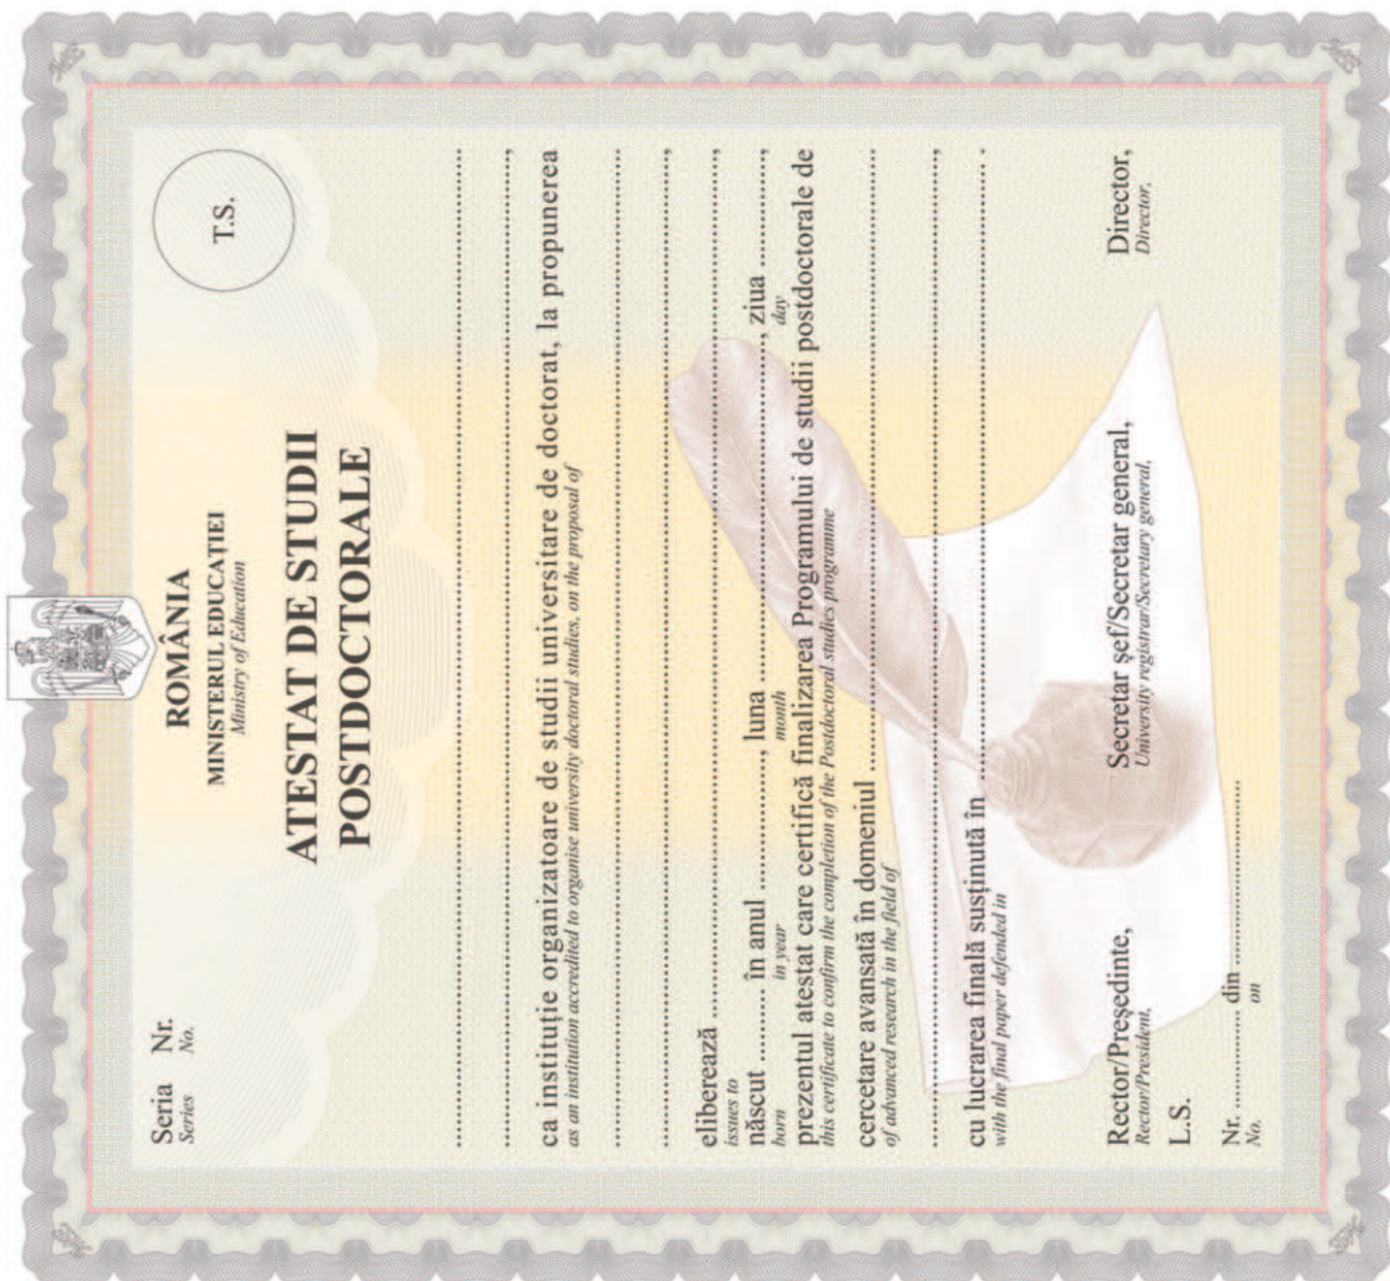 Seria Nr.
Series No.
T.S.
ROMÂNIA
MINISTERUL EDUCAȚIEI
Ministry of Education
ATESTAT DE STUDII
POSTDOCTORALE
..........................................................................................
..........................................................................................,
ca instituție organizatoare de studii universitare de doctorat, la propunerea
as an institution accredited to organise university doctoral studies, on the proposal of
..........................................................................................
..........................................................................................,
eliberează ..........................................................................,
issues to
născut .......... în anul ..............., luna ........................................, ziua ...............,
born in year month day
prezentul atestat care certifică finalizarea Programului de studii postdoctorale de
this certificate to confirm the completion of the Postdoctoral studies programme
cercetare avansată în domeniul ..........................................................
of advanced research in the field of
..........................................................................................,
cu lucrarea finală susținută în .......................................................... .
with the final paper defended in
Rector/Președinte, Secretar șef/Secretar general, Director,
Rector/President, University registrar/Secretary general, Director,
L.S.
Nr. .............. din ..............................
No. on